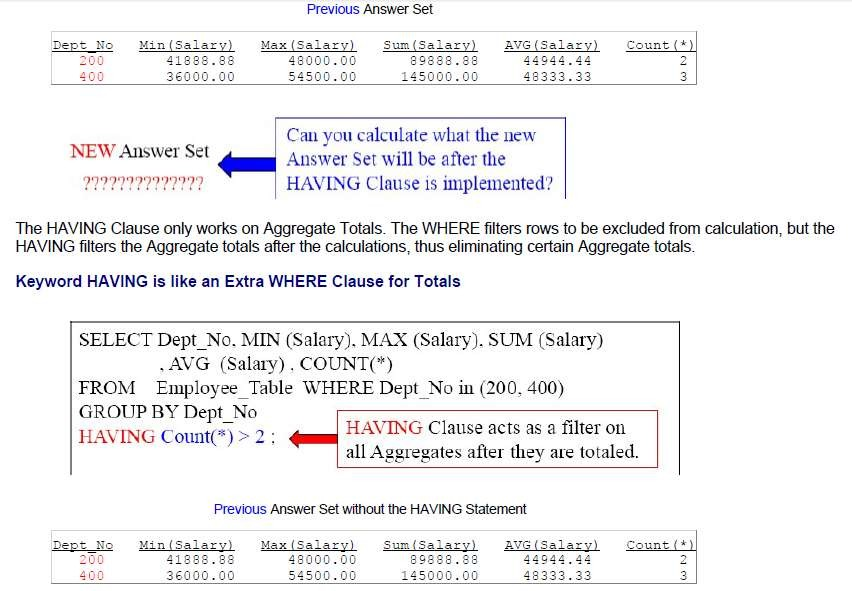 Previous Answer Set
Dept_No Min(Salary) Max(Salary) Sum(Salary) AVG(Salary) Count(*)
200 41888.88 48000.00 89888.88 44944.44 2
400 36000.00 54500.00 145000.00 48333.33 3
Can you calculate what the new
NEW Answer Set
Answer Set will be after the
??????????????
HAVING Clause is implemented?
The HAVING Clause only works on Aggregate Totals. The WHERE filters rows to be excluded from calculation, but the
HAVING filters the Aggregate totals after the calculations, thus eliminating certain Aggregate totals.
Keyword HAVING is like an Extra WHERE Clause for Totals
SELECT Dept_No, MIN (Salary), MAX (Salary), SUM (Salary)
, AVG (Salary) , COUNT(*)
FROM Employee_Table WHERE Dept_No in (200, 400)
GROUP BY Dept_No
HAVING Count(*) > 2 ;
HAVING Clause acts as a filter on
all Aggregates after they are totaled.
Previous Answer Set without the HAVING Statement
Dept_No Min(Salary) Max(Salary) Sum(Salary) AVG(Salary) Count(*)
200 41888.88 48000.00 89888.88 44944.44 2
400 36000.00 54500.00 145000.00 48333.33 3